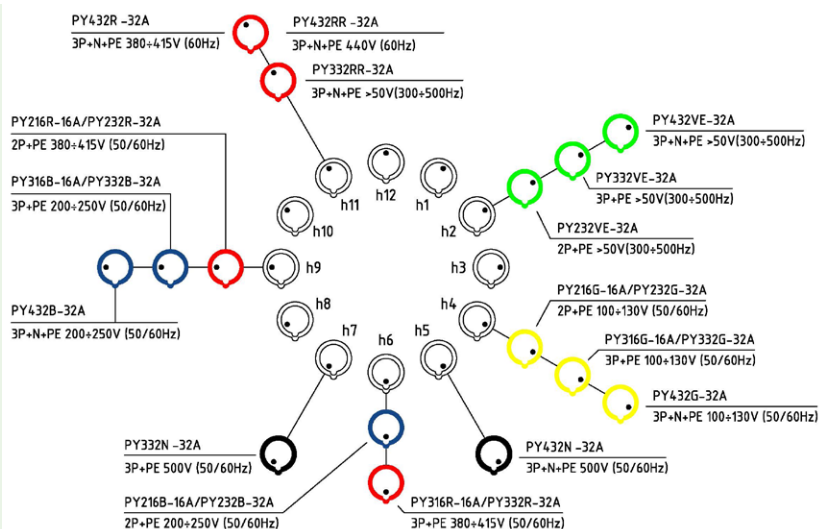 PY432R -32A
3P+N+PE 380÷415V (60Hz)
PY432RR -32A
3P+N+PE 440V (60Hz)
PY332RR-32A
3P+N+PE >50V(300÷500Hz)
PY216R-16A/PY232R-32A
2P+PE 380÷415V (50/60Hz)
PY316B-16A/PY332B-32A
3P+PE 200÷250V (50/60Hz)
PY432B-32A
3P+N+PE 200÷250V (50/60Hz)
PY432VE-32A
3P+N+PE >50V(300÷500Hz)
PY332VE-32A
3P+PE >50V(300÷500Hz)
PY232VE-32A
2P+PE >50V(300÷500Hz)
h11
h12
h1
h10
h2
h9
h3
h8
h4
h7
h6
h5
PY216G-16A/PY232G-32A
2P+PE 100÷130V (50/60Hz)
PY316G-16A/PY332G-32A
3P+PE 100÷130V (50/60Hz)
PY432G-32A
3P+N+PE 100÷130V (50/60Hz)
PY332N -32A
3P+PE 500V (50/60Hz)
PY432N -32A
3P+N+PE 500V (50/60Hz)
PY216B-16A/PY232B-32A
2P+PE 200÷250V (50/60Hz)
PY316R-16A/PY332R-32A
3P+PE 380÷415V (50/60Hz)